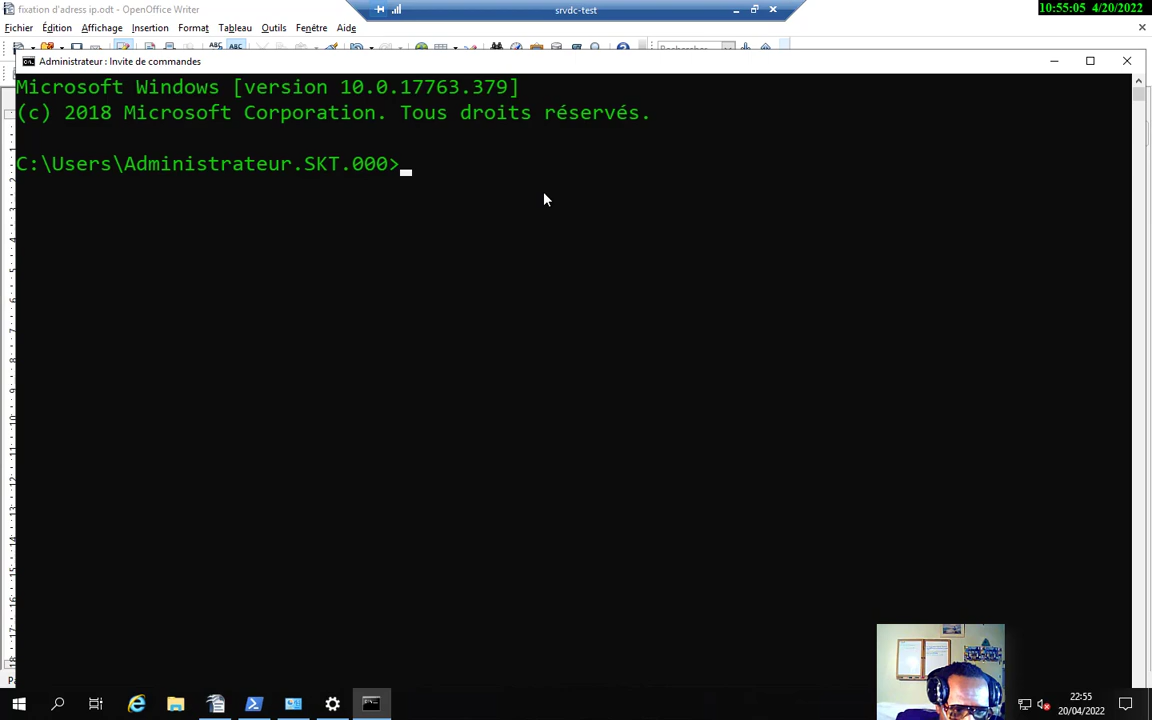 fixation d'adress ip.odt - OpenOffice Writer
srvdc-test
10:55:05 4/20/2022
Fichier Édition Affichage Insertion Format Tableau Outils Fenêtre Aide
Rechercher
Administrateur : Invite de commandes
Microsoft Windows [version 10.0.17763.379]
(c) 2018 Microsoft Corporation. Tous droits réservés.
C:\Users\Administrateur.SKT.000>
22:55
20/04/2022